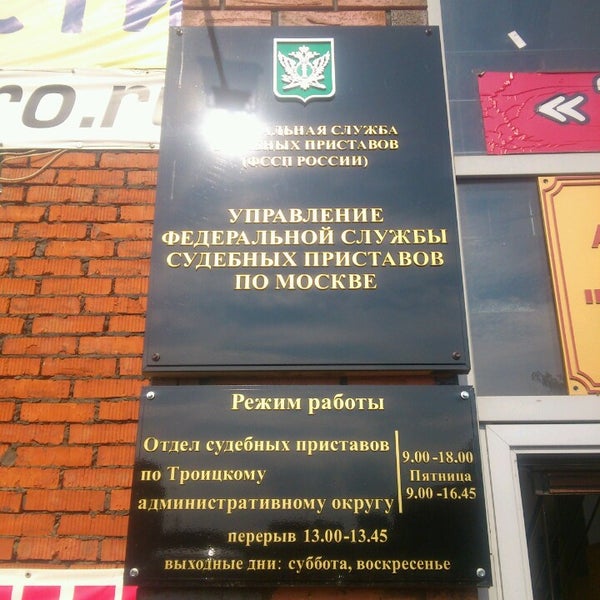 ro.ru
СЛУЖБА
ПРИСТАВОВ
(ФССП РОССИИ)
УПРАВЛЕНИЕ
ФЕДЕРАЛЬНОЙ СЛУЖБЫ
СУДЕБНЫХ ПРИСТАВОВ
ПО МОСКВЕ
Режим работы
Отдел судебных приставов
по Троицкому
административному округу
9.00-18.00
Пятница
9.00 -16.45
перерыв 13.00-13.45
выходные дни: суббота, воскресенье